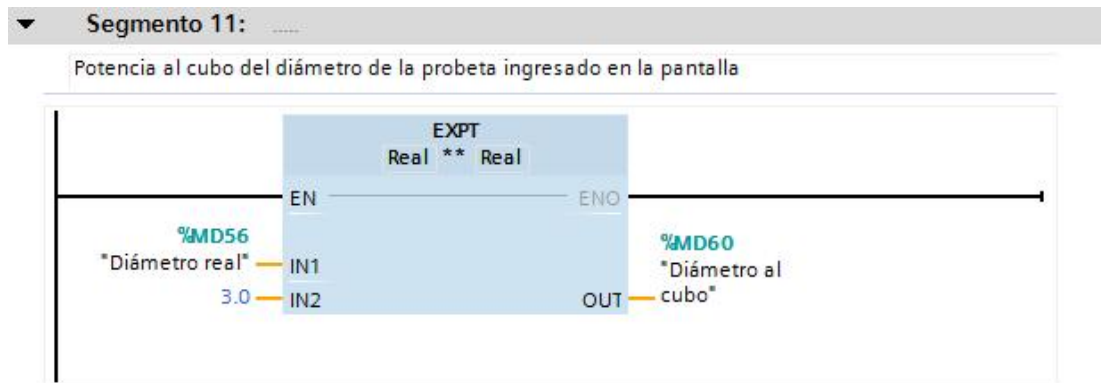 Segmento 11: .....
Potencia al cubo del diámetro de la probeta ingresado en la pantalla
EXPT
Real ** Real
EN ENO
%MD56
"Diámetro real" IN1
3.0 IN2
%MD60
"Diámetro al
OUT cubo"